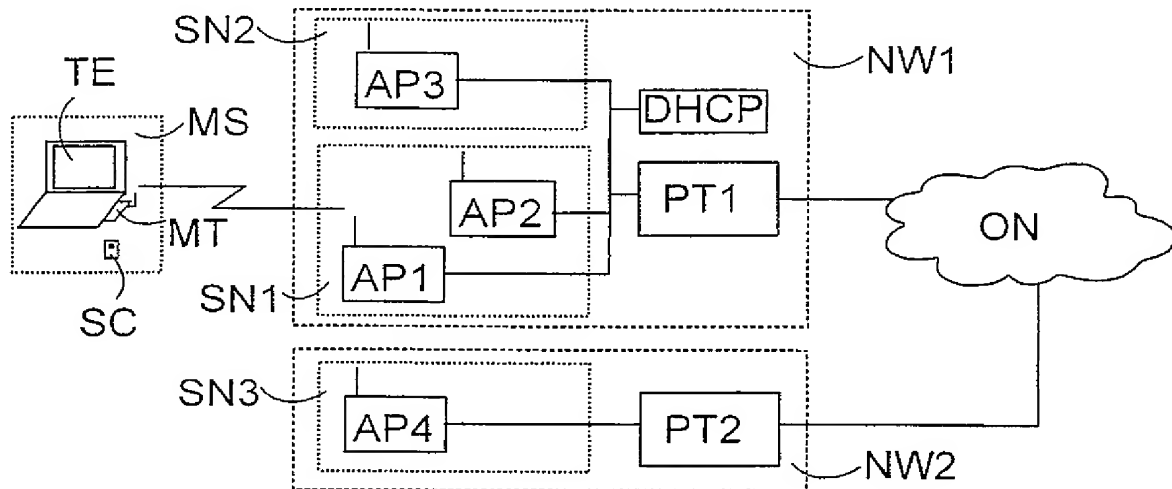 SN2
NW1
TE
AP3
DHCP
MS
AP2
PT1
ON
MT
AP1
SN1
SC
SN3
AP4
PT2
NW2